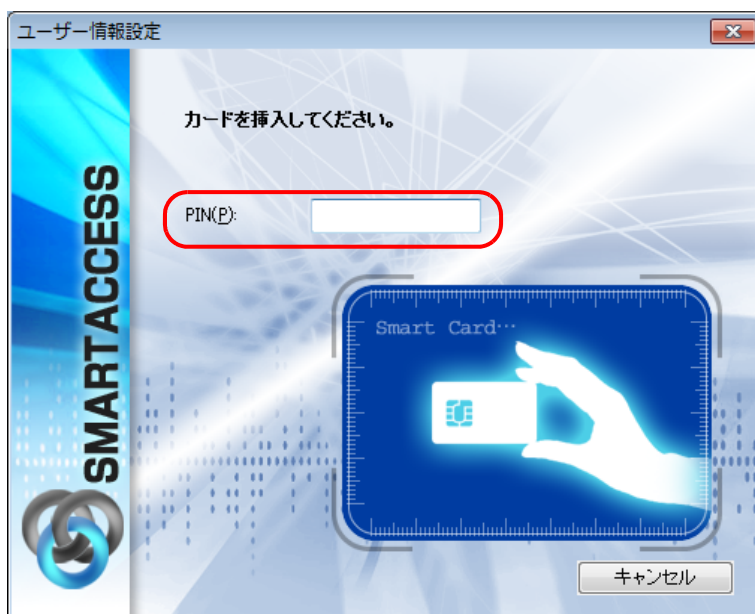 ユーザー情報設定
カードを挿入してください。
PIN(P):
Smart Card…
SMARTACCESS
キャンセル